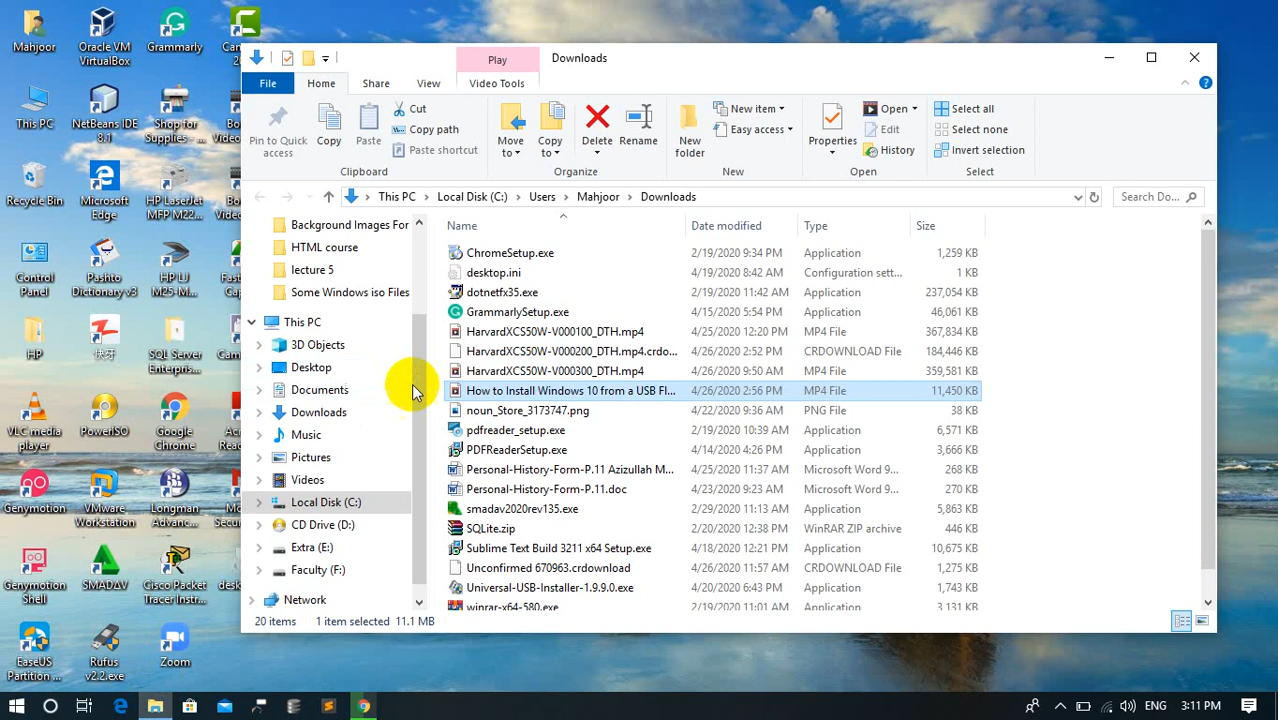 Mahjoor
Oracle VM
VirtualBox
Grammarly
This PC
NetBeans IDE
8.1
Shop for
Supplies - ...
Recycle Bin
Microsoft
Edge
HP LaserJet
MFP M22...
Control
Panel
Pashto
Dictionary v3
HP LJ
M25-M...
HP
快牙
SQL Server
Enterpris...
VLC media
player
PowerISO
Google
Chrome
Genymotion
VMware
Workstation
Longman
Advanc...
Genymotion
Shell
SMADAV
Cisco Packet
Tracer Instr...
EaseUS
Partition ...
Rufus
v2.2.exe
Zoom
Play
Downloads
File
Home
Share
View
Video Tools
Pin to Quick
access
Copy
Paste
Cut
Copy path
Paste shortcut
Clipboard
Move
to
Copy
to
Delete
Rename
Organize
New
folder
New item
Easy access
New
Properties
Open
Edit
History
Open
Select all
Select none
Invert selection
Select
This PC > Local Disk (C:) > Users > Mahjoor > Downloads
Search Do...
Background Images For
HTML course
lecture 5
Some Windows iso Files
This PC
3D Objects
Desktop
Documents
Downloads
Music
Pictures
Videos
Local Disk (C:)
CD Drive (D:)
Extra (E:)
Faculty (F:)
Network
Name Date modified Type Size
ChromeSetup.exe 2/19/2020 9:34 PM Application 1,259 KB
desktop.ini 4/19/2020 8:42 AM Configuration sett... 1 KB
dotnetfx35.exe 2/19/2020 11:42 AM Application 237,054 KB
GrammarlySetup.exe 4/15/2020 5:54 PM Application 46,061 KB
HarvardXCS50W-V000100_DTH.mp4 4/25/2020 12:20 PM MP4 File 367,834 KB
HarvardXCS50W-V000200_DTH.mp4.crdo... 4/26/2020 2:52 PM CRDOWNLOAD File 184,446 KB
HarvardXCS50W-V000300_DTH.mp4 4/26/2020 9:50 AM MP4 File 359,581 KB
How to Install Windows 10 from a USB Fl... 4/26/2020 2:56 PM MP4 File 11,450 KB
noun_Store_3173747.png 4/22/2020 9:36 AM PNG File 38 KB
pdfreader_setup.exe 2/19/2020 10:39 AM Application 6,571 KB
PDFReaderSetup.exe 4/14/2020 4:26 PM Application 3,666 KB
Personal-History-Form-P.11 Azizullah M... 4/25/2020 11:37 AM Microsoft Word 9... 268 KB
Personal-History-Form-P.11.doc 4/23/2020 9:23 AM Microsoft Word 9... 270 KB
smadav2020rev135.exe 2/29/2020 11:13 AM Application 5,863 KB
SQLite.zip 2/20/2020 12:38 PM WinRAR ZIP archive 446 KB
Sublime Text Build 3211 x64 Setup.exe 4/18/2020 12:21 PM Application 10,675 KB
Unconfirmed 670963.crdownload 4/20/2020 11:57 AM CRDOWNLOAD File 1,275 KB
Universal-USB-Installer-1.9.9.0.exe 4/20/2020 6:43 PM Application 1,743 KB
winrar-x64-580.exe 2/19/2020 11:01 AM Application 3,131 KB
20 items 1 item selected 11.1 MB
ENG 3:11 PM